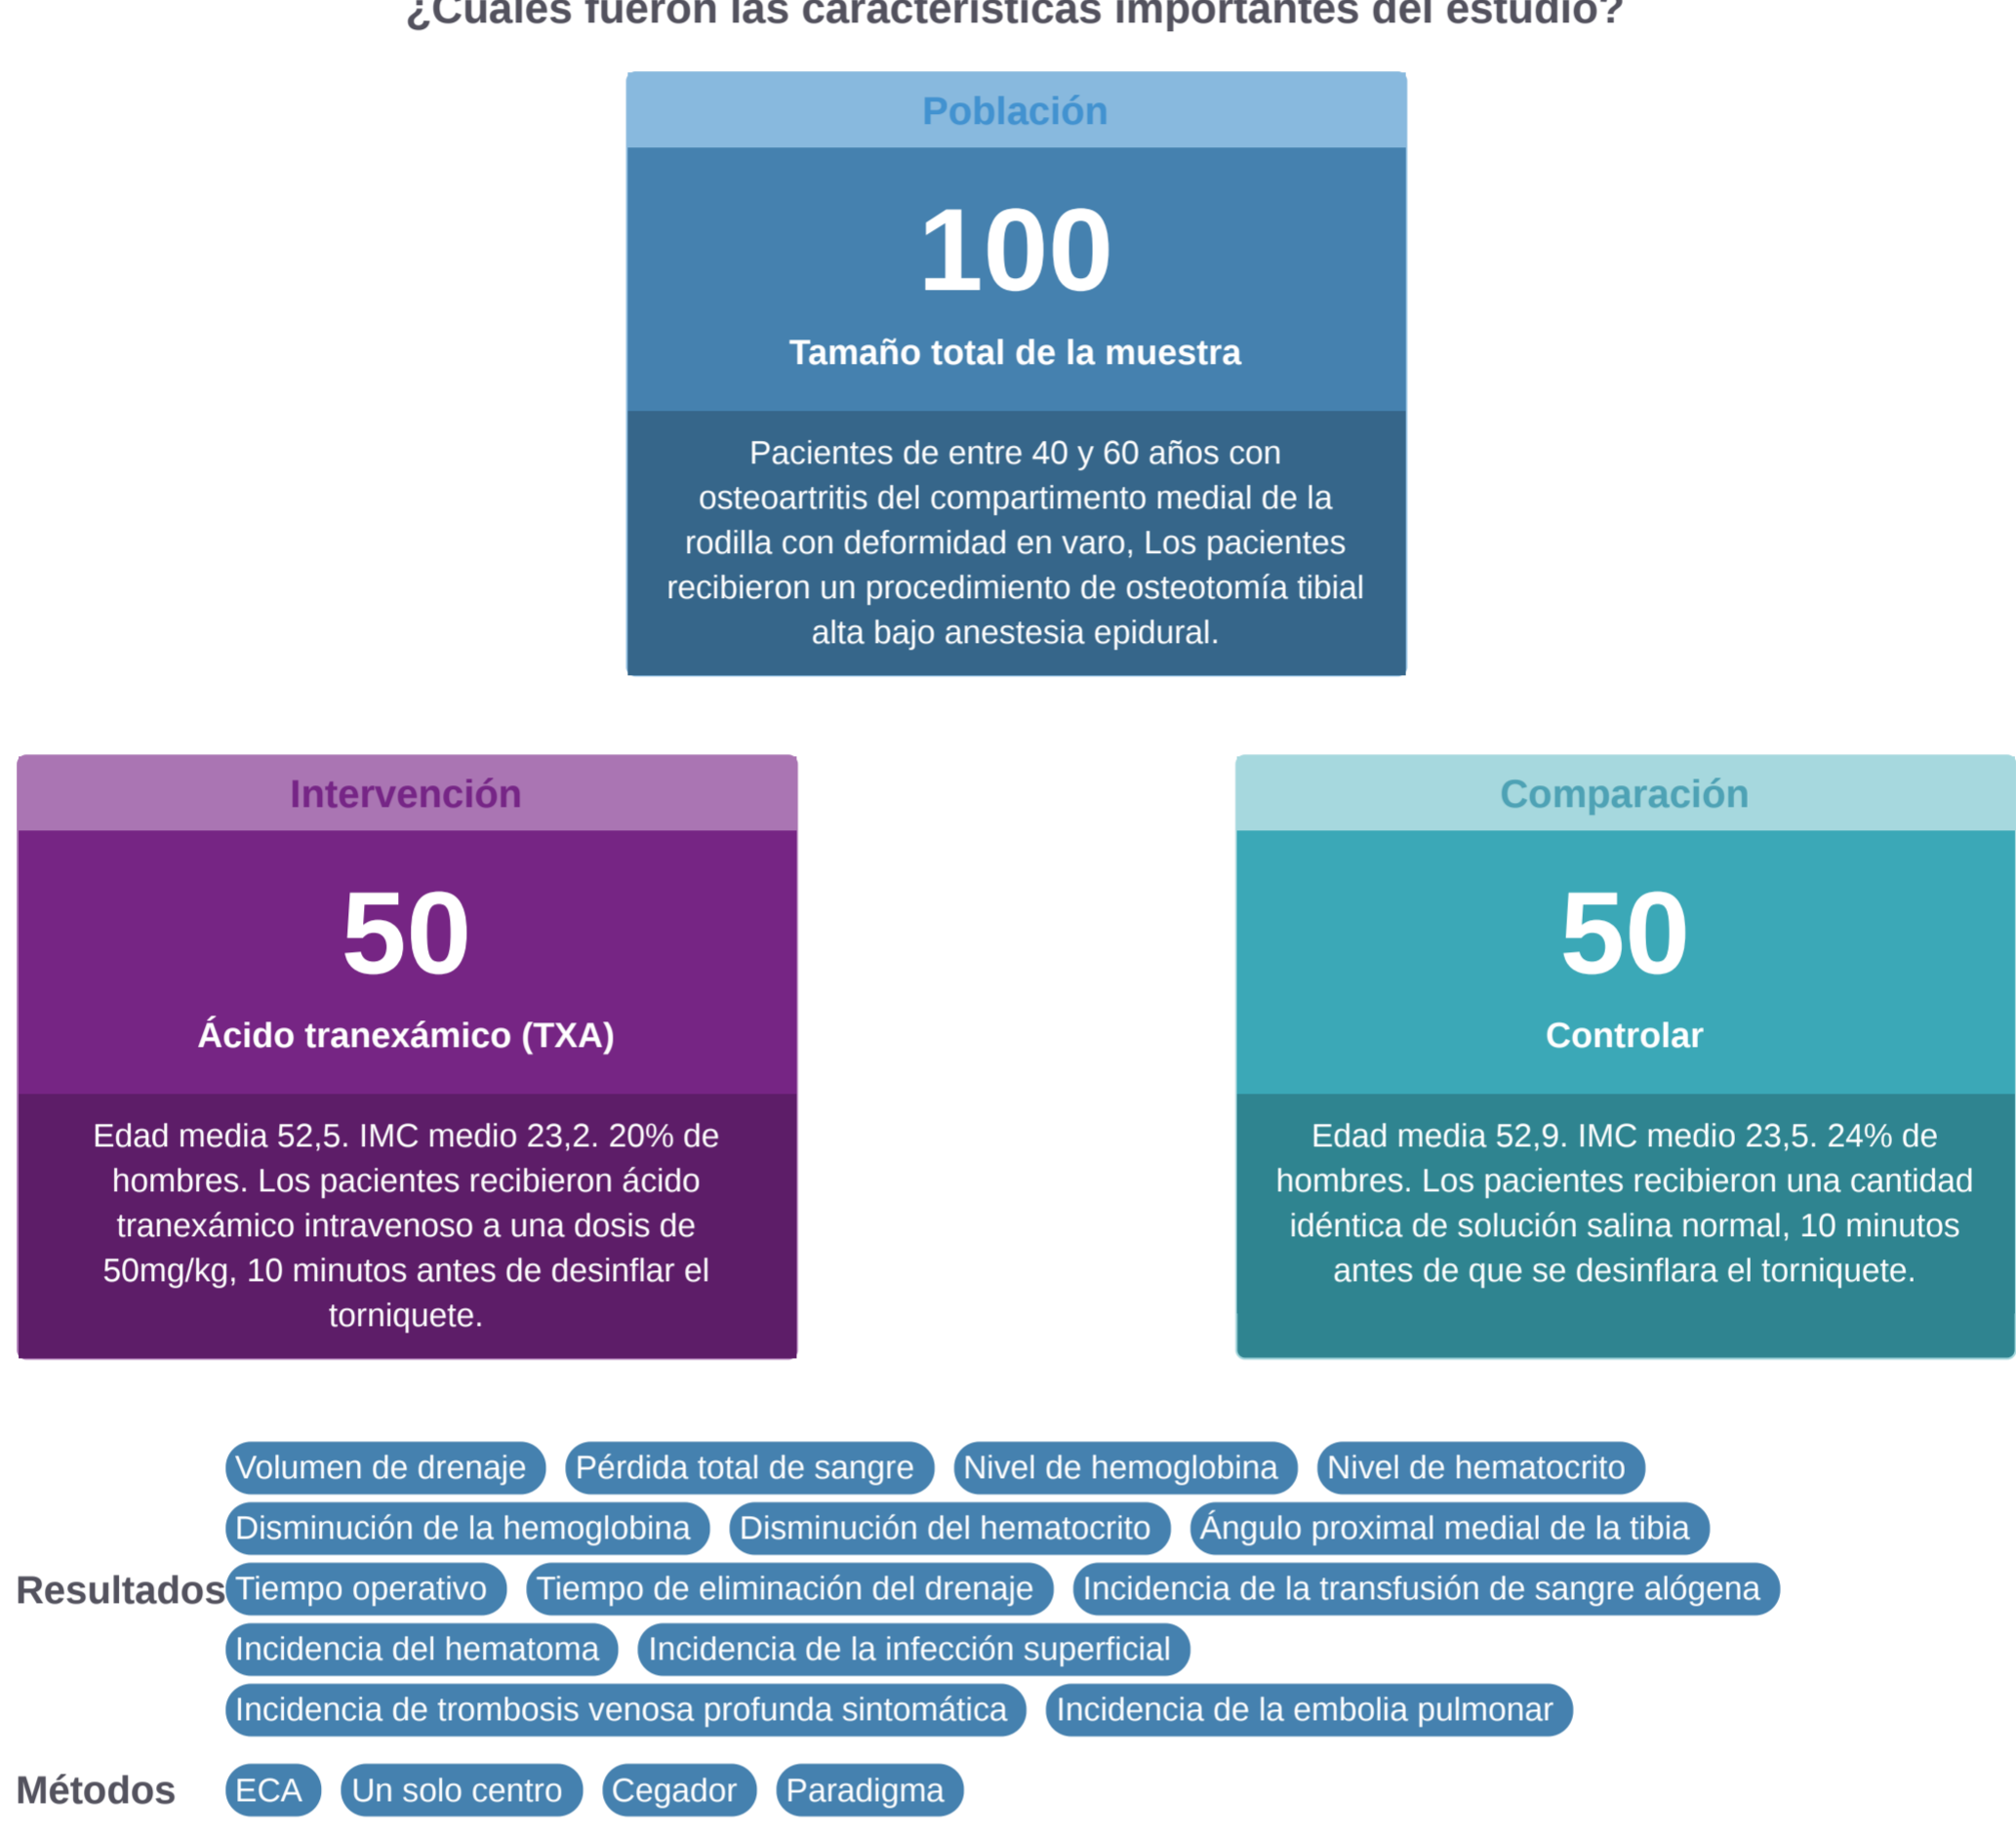 ¿Cuáles fueron las características importantes del estudio?
Población
100
Tamaño total de la muestra
Pacientes de entre 40 y 60 años con
osteoartritis del compartimento medial de la
rodilla con deformidad en varo, Los pacientes
recibieron un procedimiento de osteotomía tibial
alta bajo anestesia epidural.
Intervención
50
Ácido tranexámico (TXA)
Edad media 52,5. IMC medio 23,2. 20% de
hombres. Los pacientes recibieron ácido
tranexámico intravenoso a una dosis de
50mg/kg, 10 minutos antes de desinflar el
torniquete.
Comparación
50
Controlar
Edad media 52,9. IMC medio 23,5. 24% de
hombres. Los pacientes recibieron una cantidad
idéntica de solución salina normal, 10 minutos
antes de que se desinflara el torniquete.
Resultados
Volumen de drenaje Pérdida total de sangre Nivel de hemoglobina Nivel de hematocrito
Disminución de la hemoglobina Disminución del hematocrito Ángulo proximal medial de la tibia
Tiempo operativo Tiempo de eliminación del drenaje Incidencia de la transfusión de sangre alógena
Incidencia del hematoma Incidencia de la infección superficial
Incidencia de trombosis venosa profunda sintomática Incidencia de la embolia pulmonar
Métodos ECA Un solo centro Cegador Paradigma